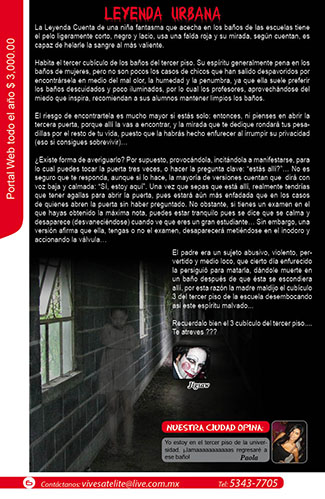 LEYENDA URBANA
La Leyenda Cuenta de una niña fantasma que acecha en los baños de las escuelas tiene
el pelo ligeramente corto, negro y lacio, usa una falda roja y su mirada, según cuentan, es
capaz de helarle la sangre al más valiente.
Habita el tercer cubículo de los baños del tercer piso. Su espíritu generalmente pena en los
baños de mujeres, pero no son pocos los casos de chicos que han salido despavoridos por
encontrársela en medio del mal olor, la humedad y la penumbra, ya que ella suele preferir
los baños descuidados y poco iluminados, por lo cual los profesores, aprovechándose del
miedo que inspira, recomiendan a sus alumnos mantener limpios los baños.
El riesgo de encontrartela es mucho mayor si estás solo: entonces, ni pienses en abrir la
tercera puerta, porque allí la vas a encontrar, y la mirada que te dedique rondará tus pe-
sadillas por el resto de tu vida, puesto que la habrás hecho enfurecer al irrumpir su privacidad
(eso si consigues sobrevivir)…
¿Existe forma de averiguarlo? Por supuesto, provocándola, incitándola a manifestarse, para
lo cual puedes tocar la puerta tres veces, o hacer la pregunta clave: "estás allí?"… No es
seguro que te responda, aunque si lo hace, la mayoría de versiones cuentan que dirá con
voz baja y calmada: "Sí, estoy aquí". Una vez que sepas que está allí, realmente tendrías
que tener agallas para abrir la puerta, pues estará aún más enfadada que en los casos
de quienes abren la puerta sin haber preguntado. No obstante, si tienes un examen en el
que hayas obtenido la máxima nota, puedes estar tranquilo pues se dice que se calma y
desaparece (desvaneciéndose) cuando ve que eres un gran estudiante… Sin embargo, una
versión afirma que ella, tengas o no el examen, desaparecerá metiéndose en el inodoro y
accionando la válvula…
El padre era un sujeto abusivo, violento, per-
vertido y medio loco, que cierto día enfurecido
la persiguió para matarla, dándole muerte en
un baño después de que ésta se escondiera
allí. por esta razón la madre maldijo el cubículo
3 del tercer piso de la escuela desembocando
así este espíritu malvado…
Recuerdalo bien el 3 cubiculo del tercer piso….
Te atreves ???
Jigsaw
NUESTRA CIUDAD OPINA:
Yo estoy en el tercer piso de la univer-
sidad, ¡Jamaaaaaaaaaaas regresaré a
ese baño! Paola
Portal Web todo el año $ 3,000.00
6 Contáctanos: vivesatelite@live.com.mx Tel: 5343-7705